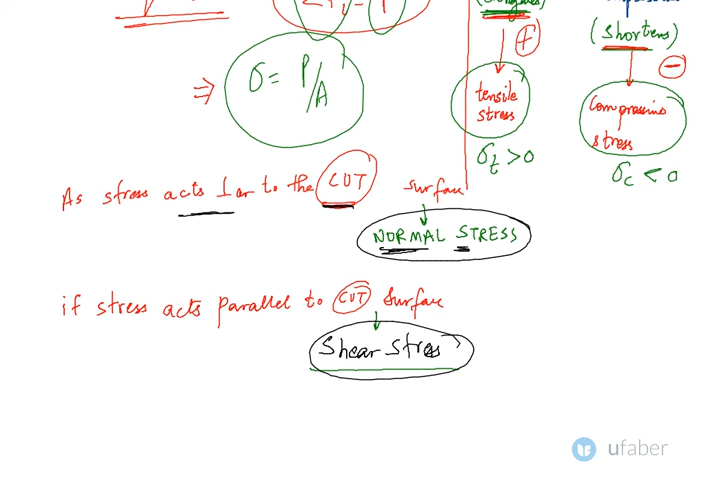 (Shortens)
⇒ σ = P/A
+
−
tensile stress
Compressive stress
σt > 0
σc < 0
As stress acts ⊥ar to the CUT surface
NORMAL STRESS
if stress acts parallel to CUT Surface
Shear Stress
ufaber